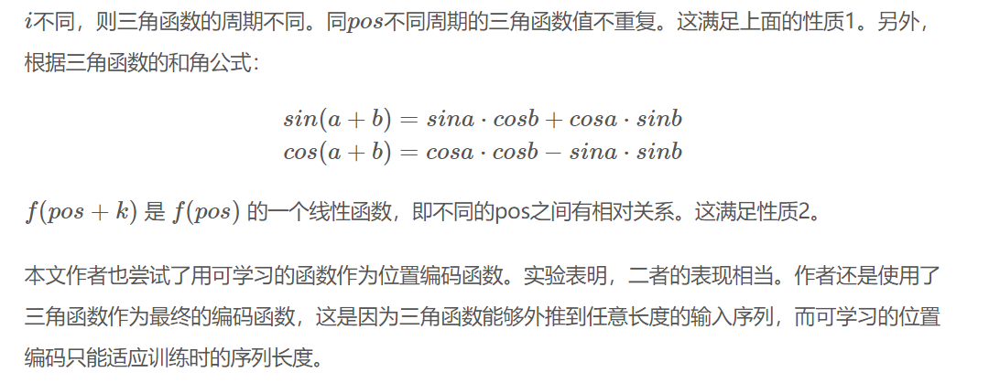 i不同，则三角函数的周期不同。同pos不同周期的三角函数值不重复。这满足上面的性质1。另外，
根据三角函数的和角公式：
sin(a + b) = sina · cosb + cosa · sinb
cos(a + b) = cosa · cosb − sina · sinb
f(pos + k) 是 f(pos) 的一个线性函数，即不同的pos之间有相对关系。这满足性质2。
本文作者也尝试了用可学习的函数作为位置编码函数。实验表明，二者的表现相当。作者还是使用了
三角函数作为最终的编码函数，这是因为三角函数能够外推到任意长度的输入序列，而可学习的位置
编码只能适应训练时的序列长度。